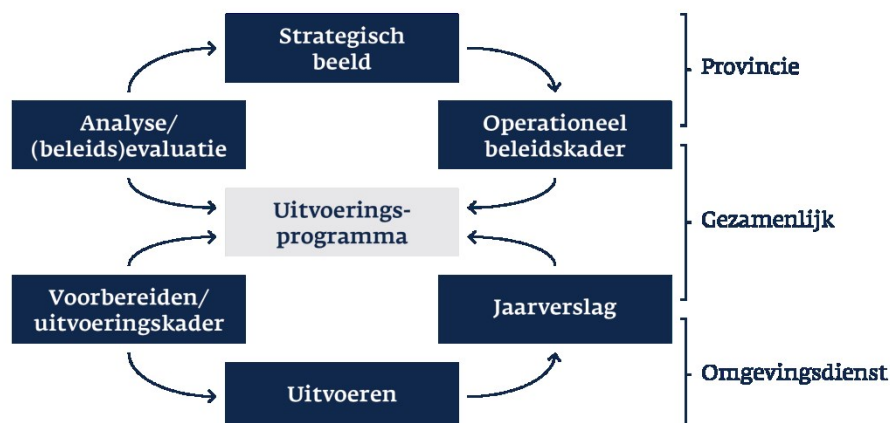 Strategisch
beeld
Provincie
Analyse/
(beleids)evaluatie
Operationeel
beleidskader
Uitvoerings-
programma
Gezamenlijk
Voorbereiden/
uitvoeringskader
Jaarverslag
Uitvoeren
Omgevingsdienst